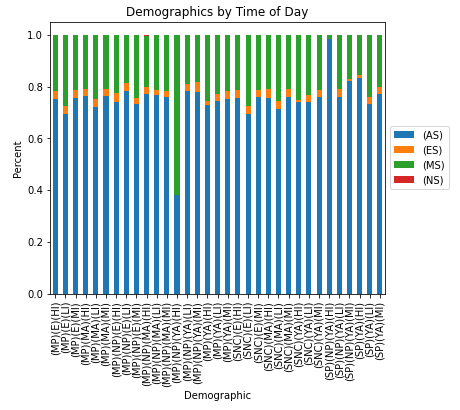 Demographics by Time of Day
Percent
1.0
0.8
0.6
0.4
0.2
0.0
(AS)
(ES)
(MS)
(NS)
(MP)(E)(HI)
(MP)(E)(LI)
(MP)(E)(MI)
(MP)(MA)(HI)
(MP)(MA)(LI)
(MP)(MA)(MI)
(MP)(NP)(E)(HI)
(MP)(NP)(E)(LI)
(MP)(NP)(E)(MI)
(MP)(NP)(MA)(HI)
(MP)(NP)(MA)(LI)
(MP)(NP)(MA)(MI)
(MP)(NP)(YA)(HI)
(MP)(NP)(YA)(LI)
(MP)(NP)(YA)(MI)
(MP)(YA)(HI)
(MP)(YA)(LI)
(MP)(YA)(MI)
(SNC)(E)(HI)
(SNC)(E)(LI)
(SNC)(E)(MI)
(SNC)(MA)(HI)
(SNC)(MA)(LI)
(SNC)(MA)(MI)
(SNC)(YA)(HI)
(SNC)(YA)(LI)
(SNC)(YA)(MI)
(SP)(NP)(YA)(HI)
(SP)(NP)(YA)(LI)
(SP)(NP)(YA)(MI)
(SP)(YA)(HI)
(SP)(YA)(LI)
(SP)(YA)(MI)
Demographic